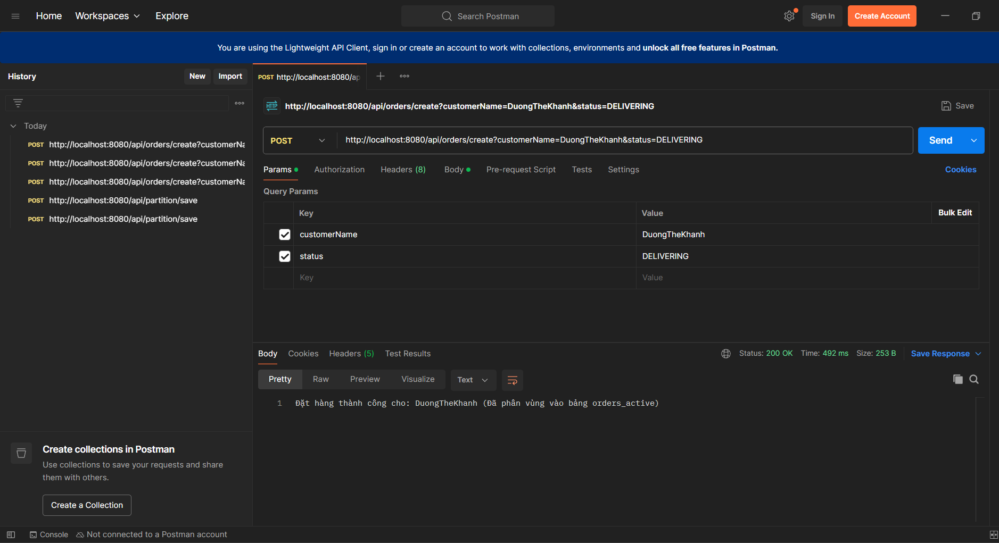 Home Workspaces Explore Search Postman Sign In Create Account
You are using the Lightweight API Client, sign in or create an account to work with collections, environments and unlock all free features in Postman.
History New Import
Today
POST http://localhost:8080/api/orders/create?customerNa
POST http://localhost:8080/api/orders/create?customerNa
POST http://localhost:8080/api/orders/create?customerNa
POST http://localhost:8080/api/partition/save
POST http://localhost:8080/api/partition/save
Create collections in Postman
Use collections to save your requests and share
them with others.
Create a Collection
POST http://localhost:8080/ap
HTTP http://localhost:8080/api/orders/create?customerName=DuongTheKhanh&status=DELIVERING Save
POST http://localhost:8080/api/orders/create?customerName=DuongTheKhanh&status=DELIVERING Send
Params Authorization Headers (8) Body Pre-request Script Tests Settings Cookies
Query Params
Key Value Bulk Edit
customerName DuongTheKhanh
status DELIVERING
Key Value
Body Cookies Headers (5) Test Results Status: 200 OK Time: 492 ms Size: 253 B Save Response
Pretty Raw Preview Visualize Text
1 Đặt hàng thành công cho: DuongTheKhanh (Đã phân vùng vào bảng orders_active)
Console Not connected to a Postman account